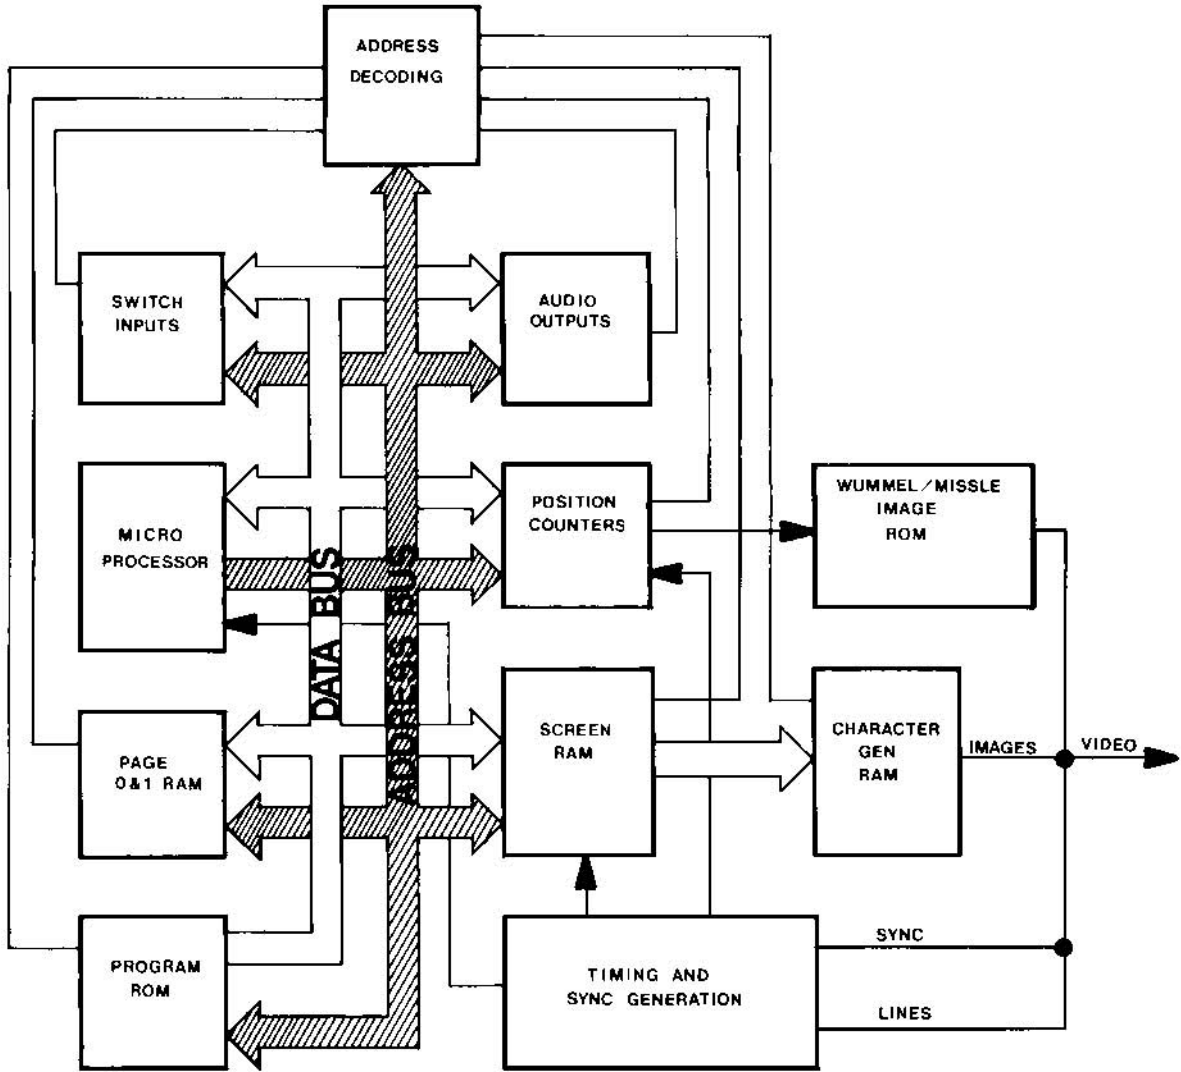 ADDRESS
DECODING
SWITCH
INPUTS
AUDIO
OUTPUTS
MICRO
PROCESSOR
POSITION
COUNTERS
WUMMEL/MISSLE
IMAGE
ROM
DATA BUS
ADDRESS BUS
PAGE
0&1 RAM
SCREEN
RAM
CHARACTER
GEN
RAM
IMAGES
VIDEO
PROGRAM
ROM
TIMING AND
SYNC GENERATION
SYNC
LINES